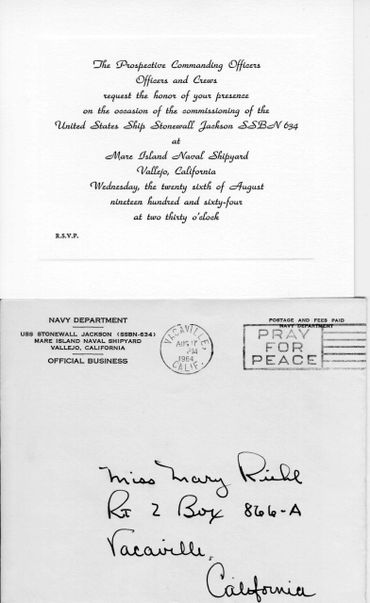 The Prospective Commanding Officers
Officers and Crews
request the honor of your presence
on the occasion of the commissioning of the
United States Ship Stonewall Jackson SSBN 634
at
Mare Island Naval Shipyard
Vallejo, California
Wednesday, the twenty sixth of August
nineteen hundred and sixty-four
at two thirty o'clock
R.S.V.P.
NAVY DEPARTMENT
USS STONEWALL JACKSON (SSBN-634)
MARE ISLAND NAVAL SHIPYARD
VALLEJO, CALIFORNIA
OFFICIAL BUSINESS
VACAVILLE,
AUG
PM
1964
CALIF.
POSTAGE AND FEES PAID
NAVY DEPARTMENT
PRAY
FOR
PEACE
Miss Mary Riehl
Rt 2 Box 866-A
Vacaville,
California